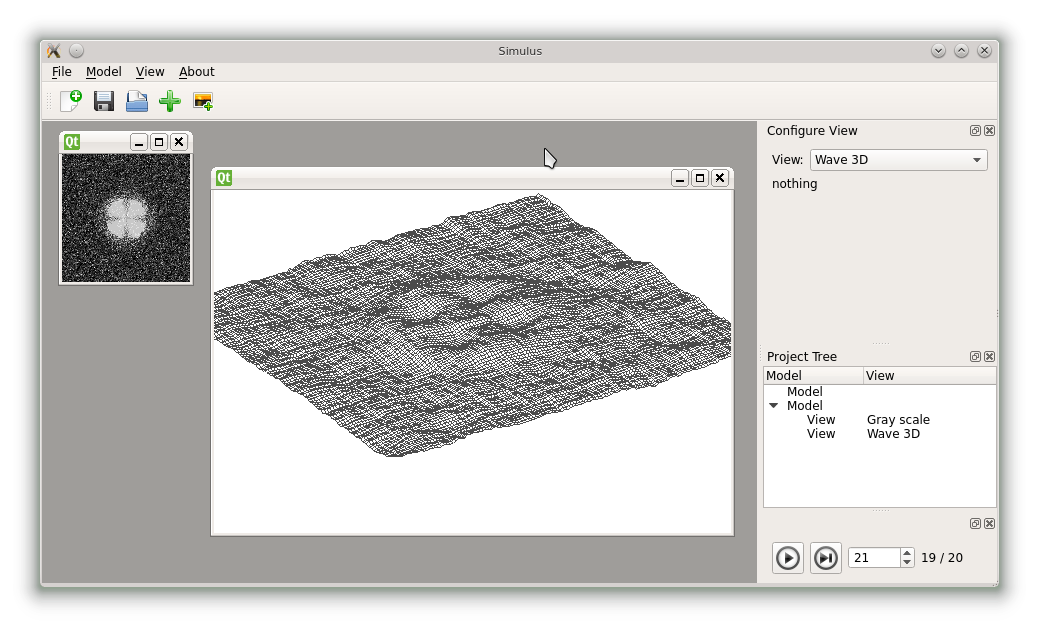 Simulus
File Model View About
Qt
Qt
Configure View
View: Wave 3D
nothing
Project Tree
Model View
Model
Model
View Gray scale
View Wave 3D
21 19 / 20